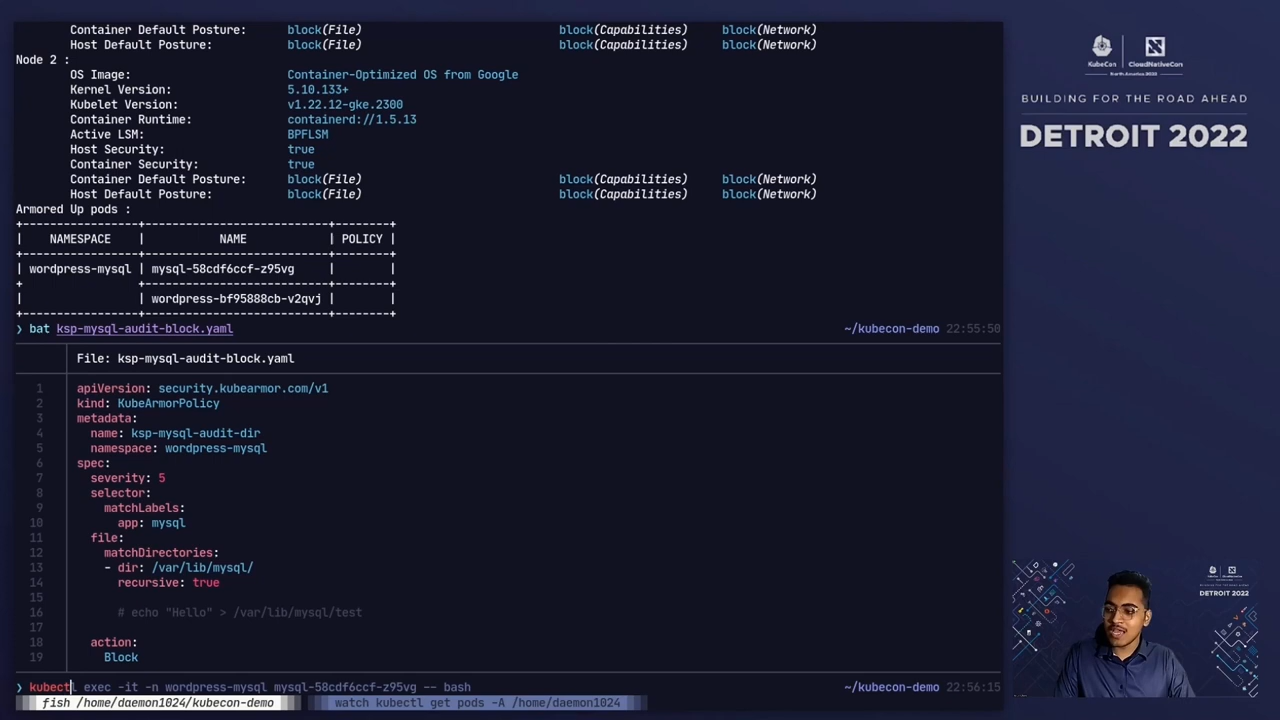 Container Default Posture: block(File) block(Capabilities) block(Network)
Host Default Posture: block(File) block(Capabilities) block(Network)
Node 2 :
OS Image: Container-Optimized OS from Google
Kernel Version: 5.10.133+
Kubelet Version: v1.22.12-gke.2300
Container Runtime: containerd://1.5.13
Active LSM: BPFLSM
Host Security: true
Container Security: true
Container Default Posture: block(File) block(Capabilities) block(Network)
Host Default Posture: block(File) block(Capabilities) block(Network)
Armored Up pods :
+----------------+--------------------------+--------+
| NAMESPACE | NAME | POLICY |
+----------------+--------------------------+--------+
| wordpress-mysql | mysql-58cdf6ccf-z95vg | |
+ +--------------------------+--------+
| | wordpress-bf95888cb-v2qvj | |
+----------------+--------------------------+--------+
❯ bat ksp-mysql-audit-block.yaml ~/kubecon-demo 22:55:50
File: ksp-mysql-audit-block.yaml
1 apiVersion: security.kubearmor.com/v1
2 kind: KubeArmorPolicy
3 metadata:
4 name: ksp-mysql-audit-dir
5 namespace: wordpress-mysql
6 spec:
7 severity: 5
8 selector:
9 matchLabels:
10 app: mysql
11 file:
12 matchDirectories:
13 - dir: /var/lib/mysql/
14 recursive: true
15
16 # echo "Hello" > /var/lib/mysql/test
17
18 action:
19 Block
❯ kubectl exec -it -n wordpress-mysql mysql-58cdf6ccf-z95vg -- bash ~/kubecon-demo 22:56:15
fish /home/daemon1024/kubecon-demo watch kubectl get pods -A /home/daemon1024
KubeCon CloudNativeCon
North America 2022
BUILDING FOR THE ROAD AHEAD
DETROIT 2022
DETROIT 2022